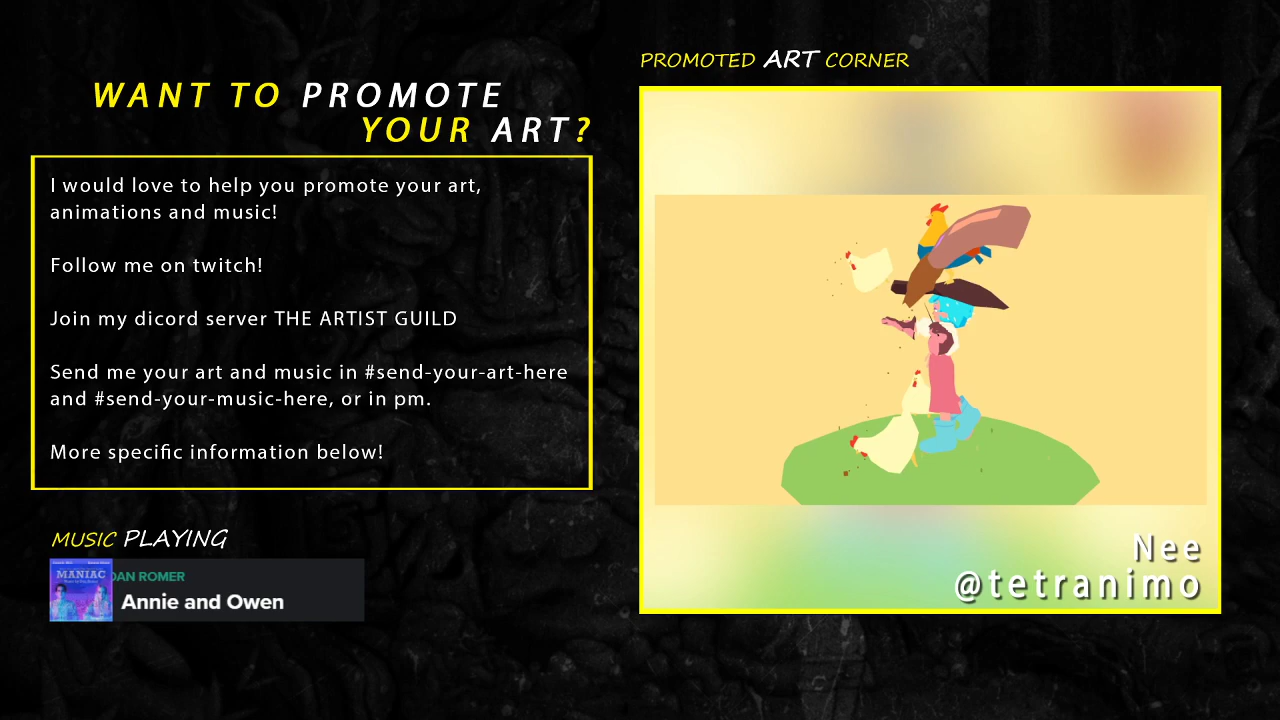 WANT TO PROMOTE
YOUR ART?
I would love to help you promote your art,
animations and music!
Follow me on twitch!
Join my dicord server THE ARTIST GUILD
Send me your art and music in #send-your-art-here
and #send-your-music-here, or in pm.
More specific information below!
MUSIC PLAYING
MANIAC
DAN ROMER
Annie and Owen
PROMOTED ART CORNER
Nee
@tetranimo